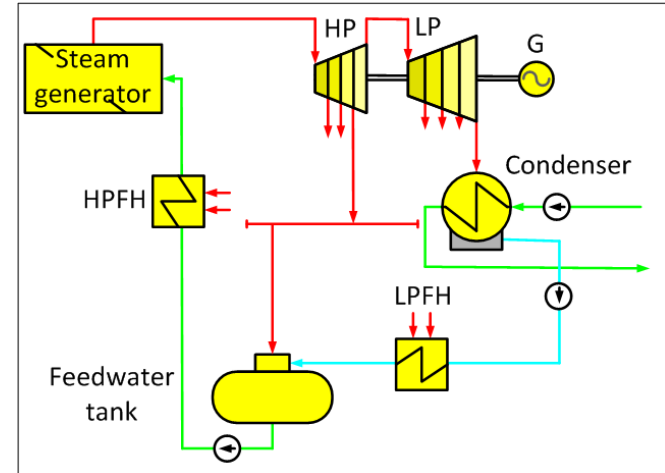 HP
LP
G
Steam
generator
Condenser
HPFH
LPFH
Feedwater
tank